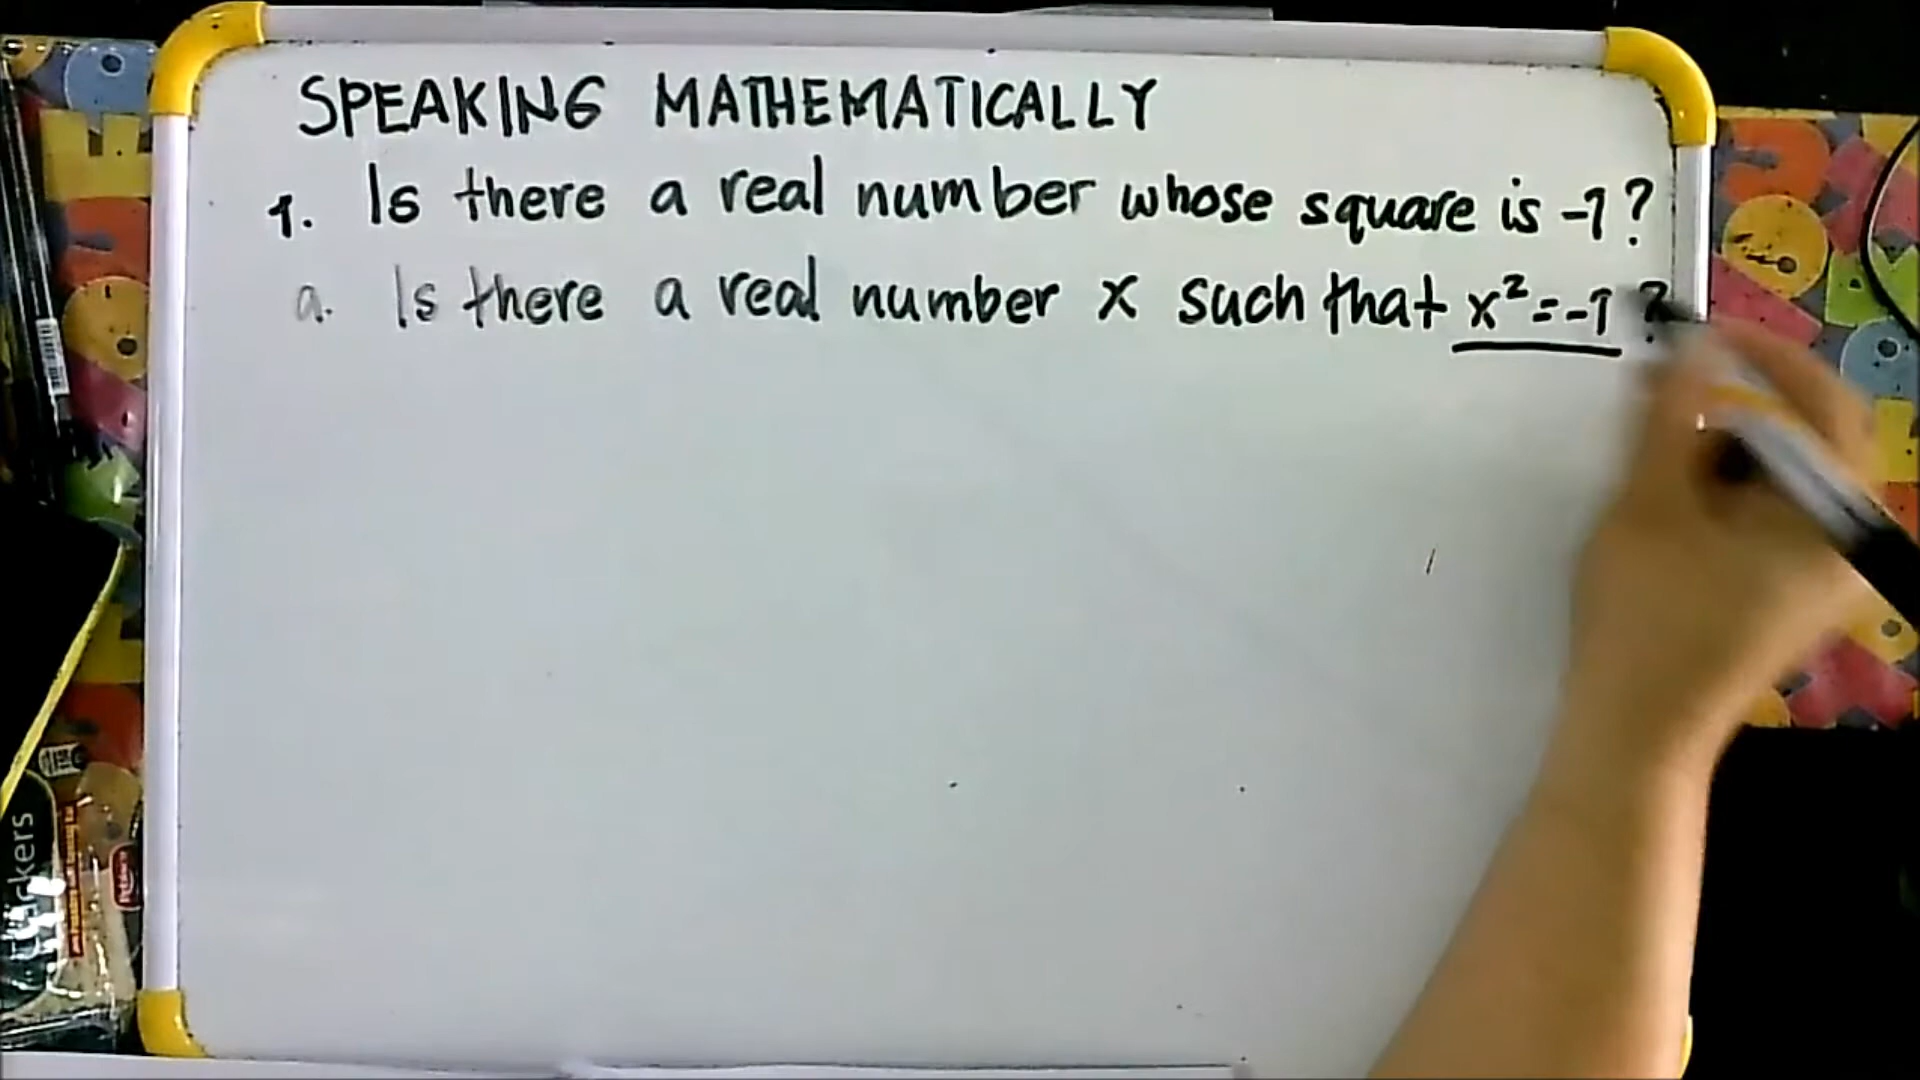 SPEAKING MATHEMATICALLY
1. Is there a real number whose square is -1?
a. Is there a real number x such that x²=-1?